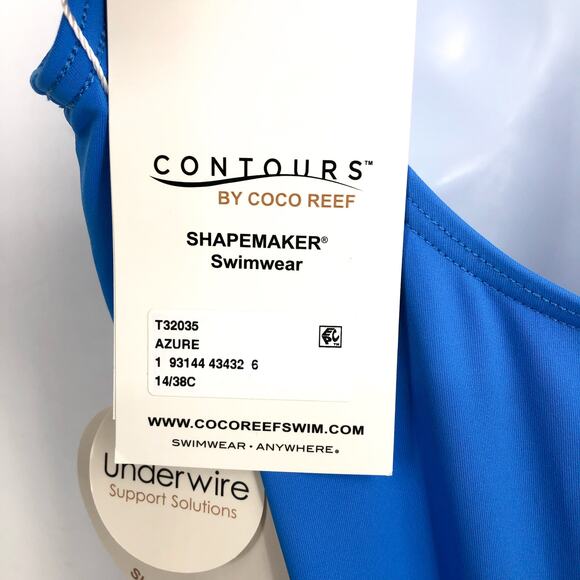 CONTOURS™
BY COCO REEF
SHAPEMAKER®
Swimwear
T32035
AZURE
1 93144 43432 6
14/38C
WWW.COCOREEFSWIM.COM
SWIMWEAR · ANYWHERE®
Underwire
Support Solutions